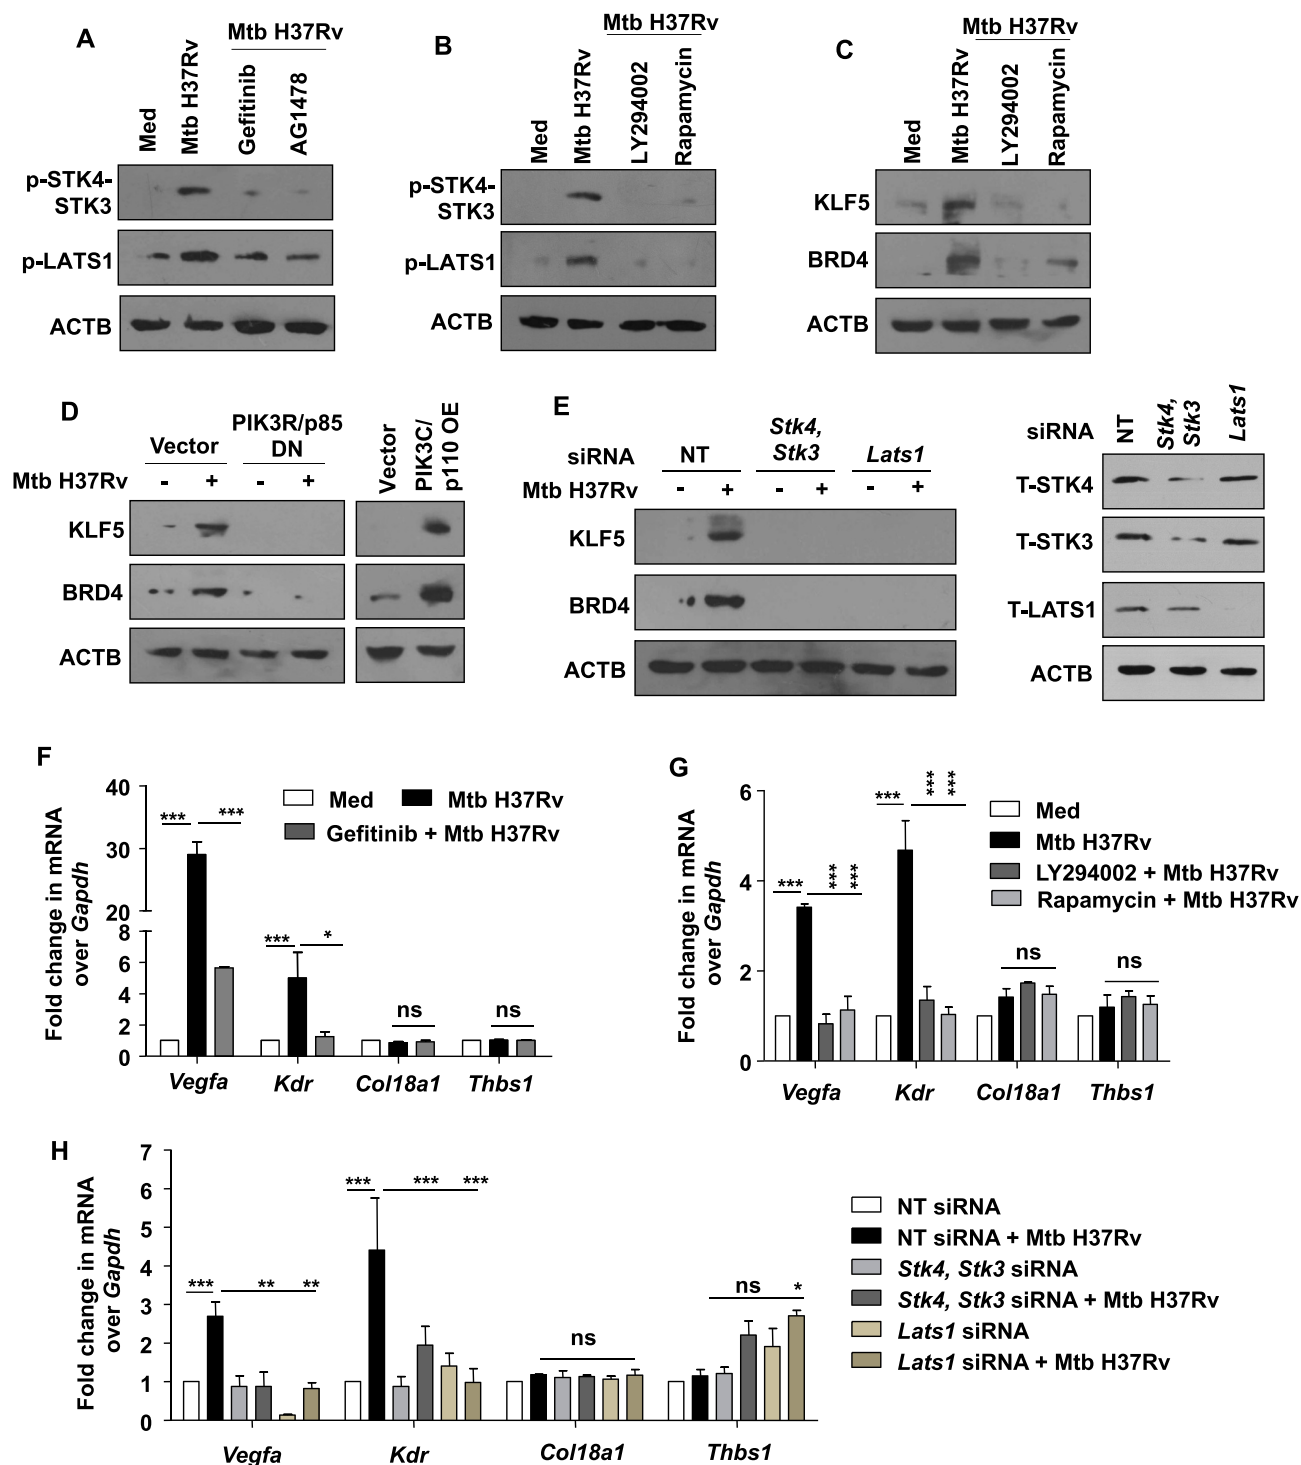 A
Mtb H37Rv
Med
Mtb H37Rv
Gefitinib
AG1478
p-STK4-
STK3
p-LATS1
ACTB
B
Mtb H37Rv
Med
Mtb H37Rv
LY294002
Rapamycin
p-STK4-
STK3
p-LATS1
ACTB
C
Mtb H37Rv
Med
Mtb H37Rv
LY294002
Rapamycin
KLF5
BRD4
ACTB
D
Vector
PIK3R/p85
DN
Mtb H37Rv - + - +
Vector
PIK3C/
p110 OE
KLF5
BRD4
ACTB
E
siRNA NT Stk4, Stk3 Lats1
Mtb H37Rv - + - + - +
KLF5
BRD4
ACTB
siRNA NT Stk4, Stk3 Lats1
T-STK4
T-STK3
T-LATS1
ACTB
F
Fold change in mRNA
over Gapdh
40
30
20
8
6
4
2
0
Med Mtb H37Rv
Gefitinib + Mtb H37Rv
*** ***
*** *
ns ns
Vegfa Kdr Col18a1 Thbs1
G
Fold change in mRNA
over Gapdh
6
4
2
0
Med
Mtb H37Rv
LY294002 + Mtb H37Rv
Rapamycin + Mtb H37Rv
*** *** ***
*** *** ***
ns ns
Vegfa Kdr Col18a1 Thbs1
H
Fold change in mRNA
over Gapdh
7
6
5
4
3
2
1
0
*** ** **
*** *** ***
ns
ns *
Vegfa Kdr Col18a1 Thbs1
NT siRNA
NT siRNA + Mtb H37Rv
Stk4, Stk3 siRNA
Stk4, Stk3 siRNA + Mtb H37Rv
Lats1 siRNA
Lats1 siRNA + Mtb H37Rv